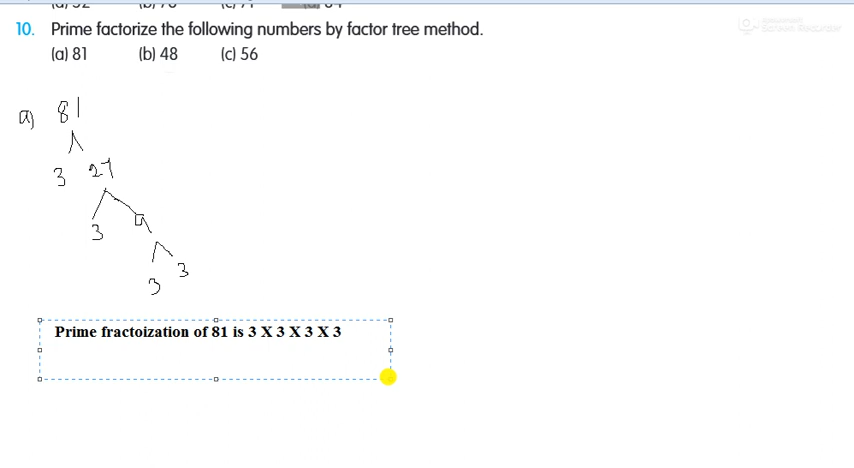 10. Prime factorize the following numbers by factor tree method.
(a) 81 (b) 48 (c) 56
a) 81
3 27
3 9
3 3
Prime fractoization of 81 is 3 X 3 X 3 X 3